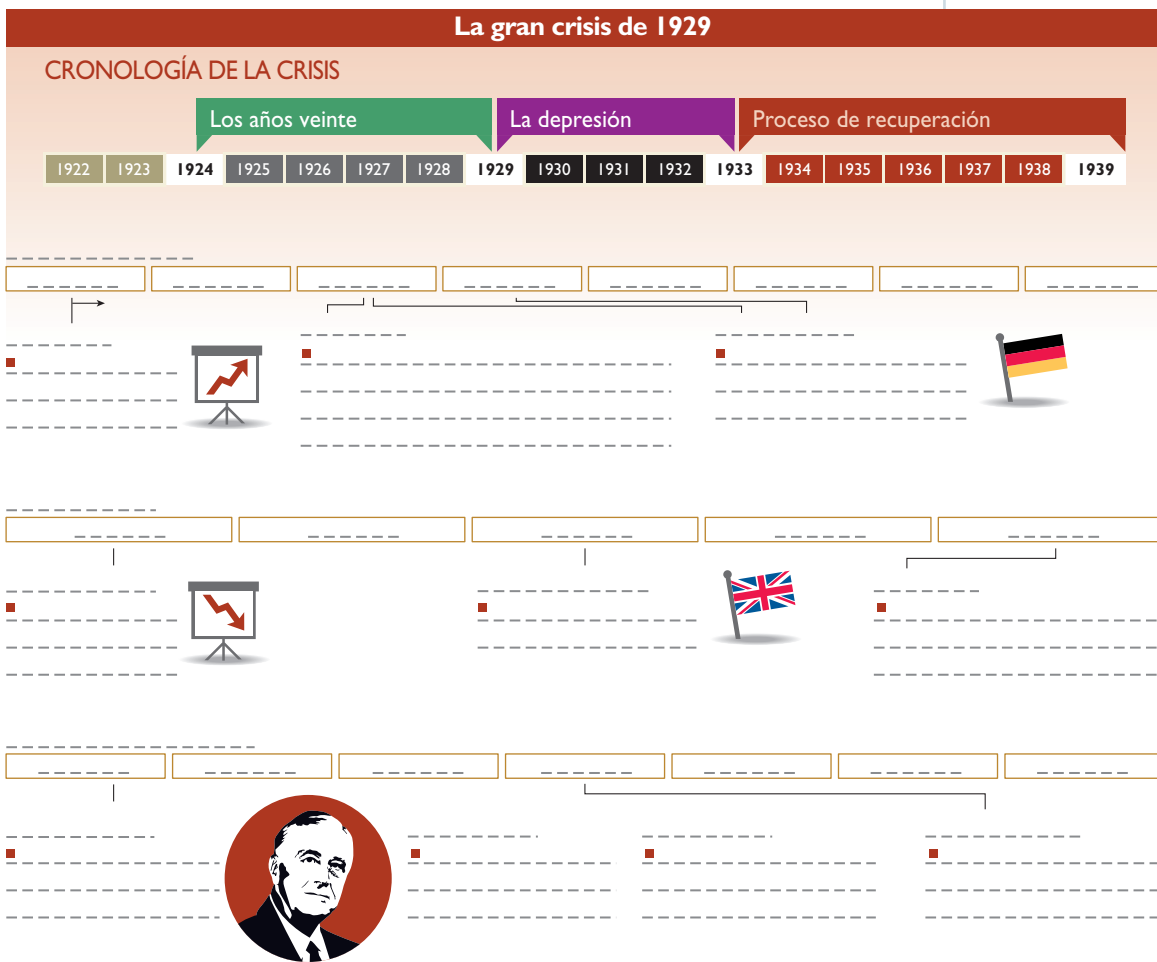 La gran crisis de 1929
CRONOLOGÍA DE LA CRISIS
Los años veinte La depresión Proceso de recuperación
1922 1923 1924 1925 1926 1927 1928 1929 1930 1931 1932 1933 1934 1935 1936 1937 1938 1939